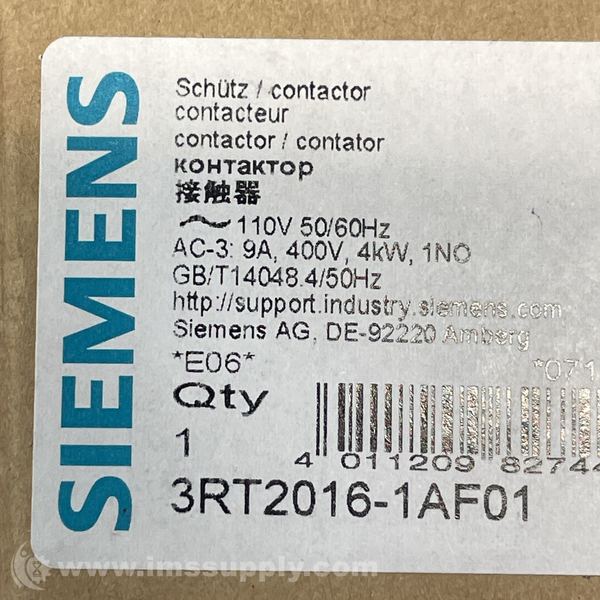 SIEMENS
Schütz / contactor
contacteur
contactor / contator
контактор
接触器
110V 50/60Hz
AC-3: 9A, 400V, 4kW, 1NO
GB/T14048.4/50Hz
http://support.industry.siemens.com
Siemens AG, DE-92220 Amberg
*E06* *071
Qty
1
4 011209 82744
3RT2016-1AF01
www.imssupply.com